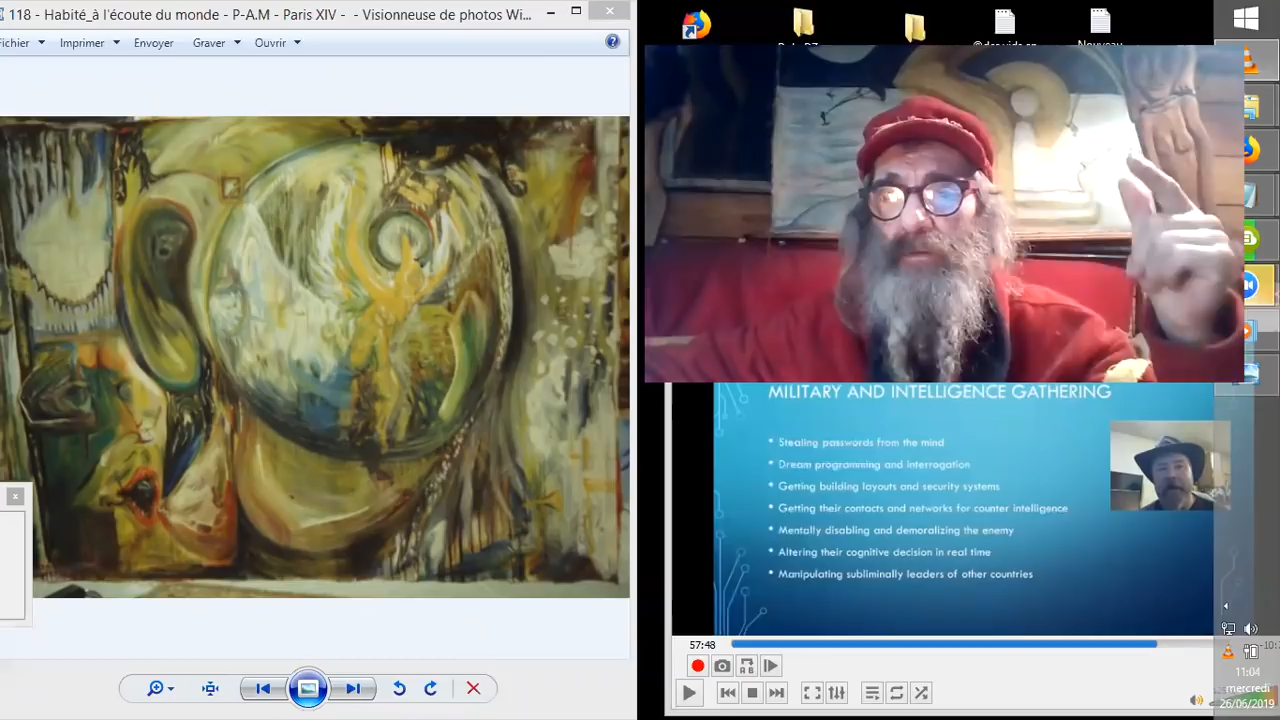 118 - Habité_à l'écoute du mo
P-A.M.
Paris XIV
Visionneuse de photos Wi...
Fichier
Imprimer
Envoyer
Graver
Ouvrir
Nouveau
MILITARY AND INTELLIGENCE GATHERING
• Stealing passwords from the mind
• Dream programming and interrogation
• Getting building layouts and security systems
• Getting their contacts and networks for counter intelligence
• Mentally disabling and demoralizing the enemy
• Altering their cognitive decision in real time
• Manipulating subliminally leaders of other countries
57:48
-10:
11:04
mercredi
26/06/2019